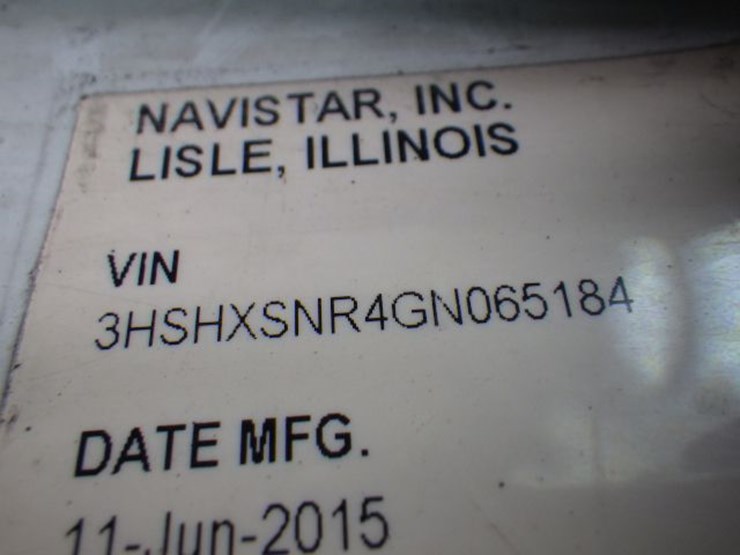 NAVISTAR, INC.
LISLE, ILLINOIS
VIN
3HSHXSNR4GN065184
DATE MFG.
11-Jun-2015